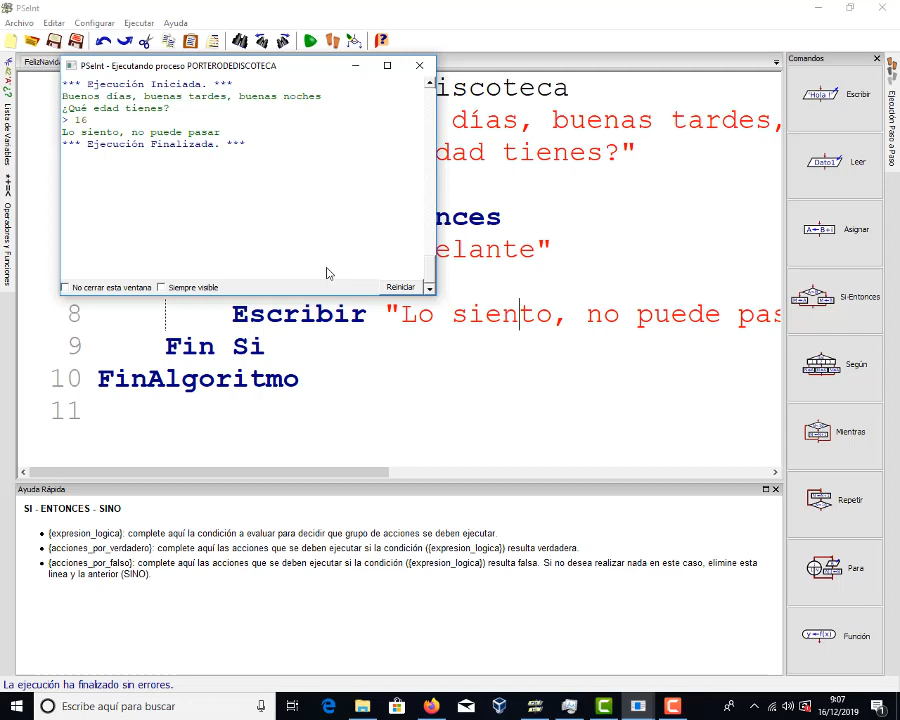 PSeInt
Archivo Editar Configurar Ejecutar Ayuda
FelizNavida
PSeInt - Ejecutando proceso PORTERODEDISCOTECA
*** Ejecución Iniciada. ***
Buenos días, buenas tardes, buenas noches
¿Qué edad tienes?
> 16
Lo siento, no puede pasar
*** Ejecución Finalizada. ***
No cerrar esta ventana
Siempre visible
Reiniciar
Lista de Variables
Operadores y Funciones
iscoteca
días, buenas tardes,
dad tienes?"
nces
elante"
8 Escribir "Lo siento, no puede pas
9 Fin Si
10 FinAlgoritmo
11
Comandos
'Hola !' Escribir
Dato1 Leer
A←B+i Asignar
Si-Entonces
Según
Mientras
Repetir
Para
y←f(x) Función
Ejecución Paso a Paso
Ayuda Rápida
SI - ENTONCES - SINO
{expresion_logica}: complete aquí la condición a evaluar para decidir que grupo de acciones se deben ejecutar.
{acciones_por_verdadero}: complete aquí las acciones que se deben ejecutar si la condición ({expresion_logica}) resulta verdadera.
{acciones_por_falso}: complete aquí las acciones que se deben ejecutar si la condición ({expresion_logica}) resulta falsa. Si no desea realizar nada en este caso, elimine esta
linea y la anterior (SINO).
La ejecución ha finalizado sin errores.
Escribe aquí para buscar
9:07
16/12/2019